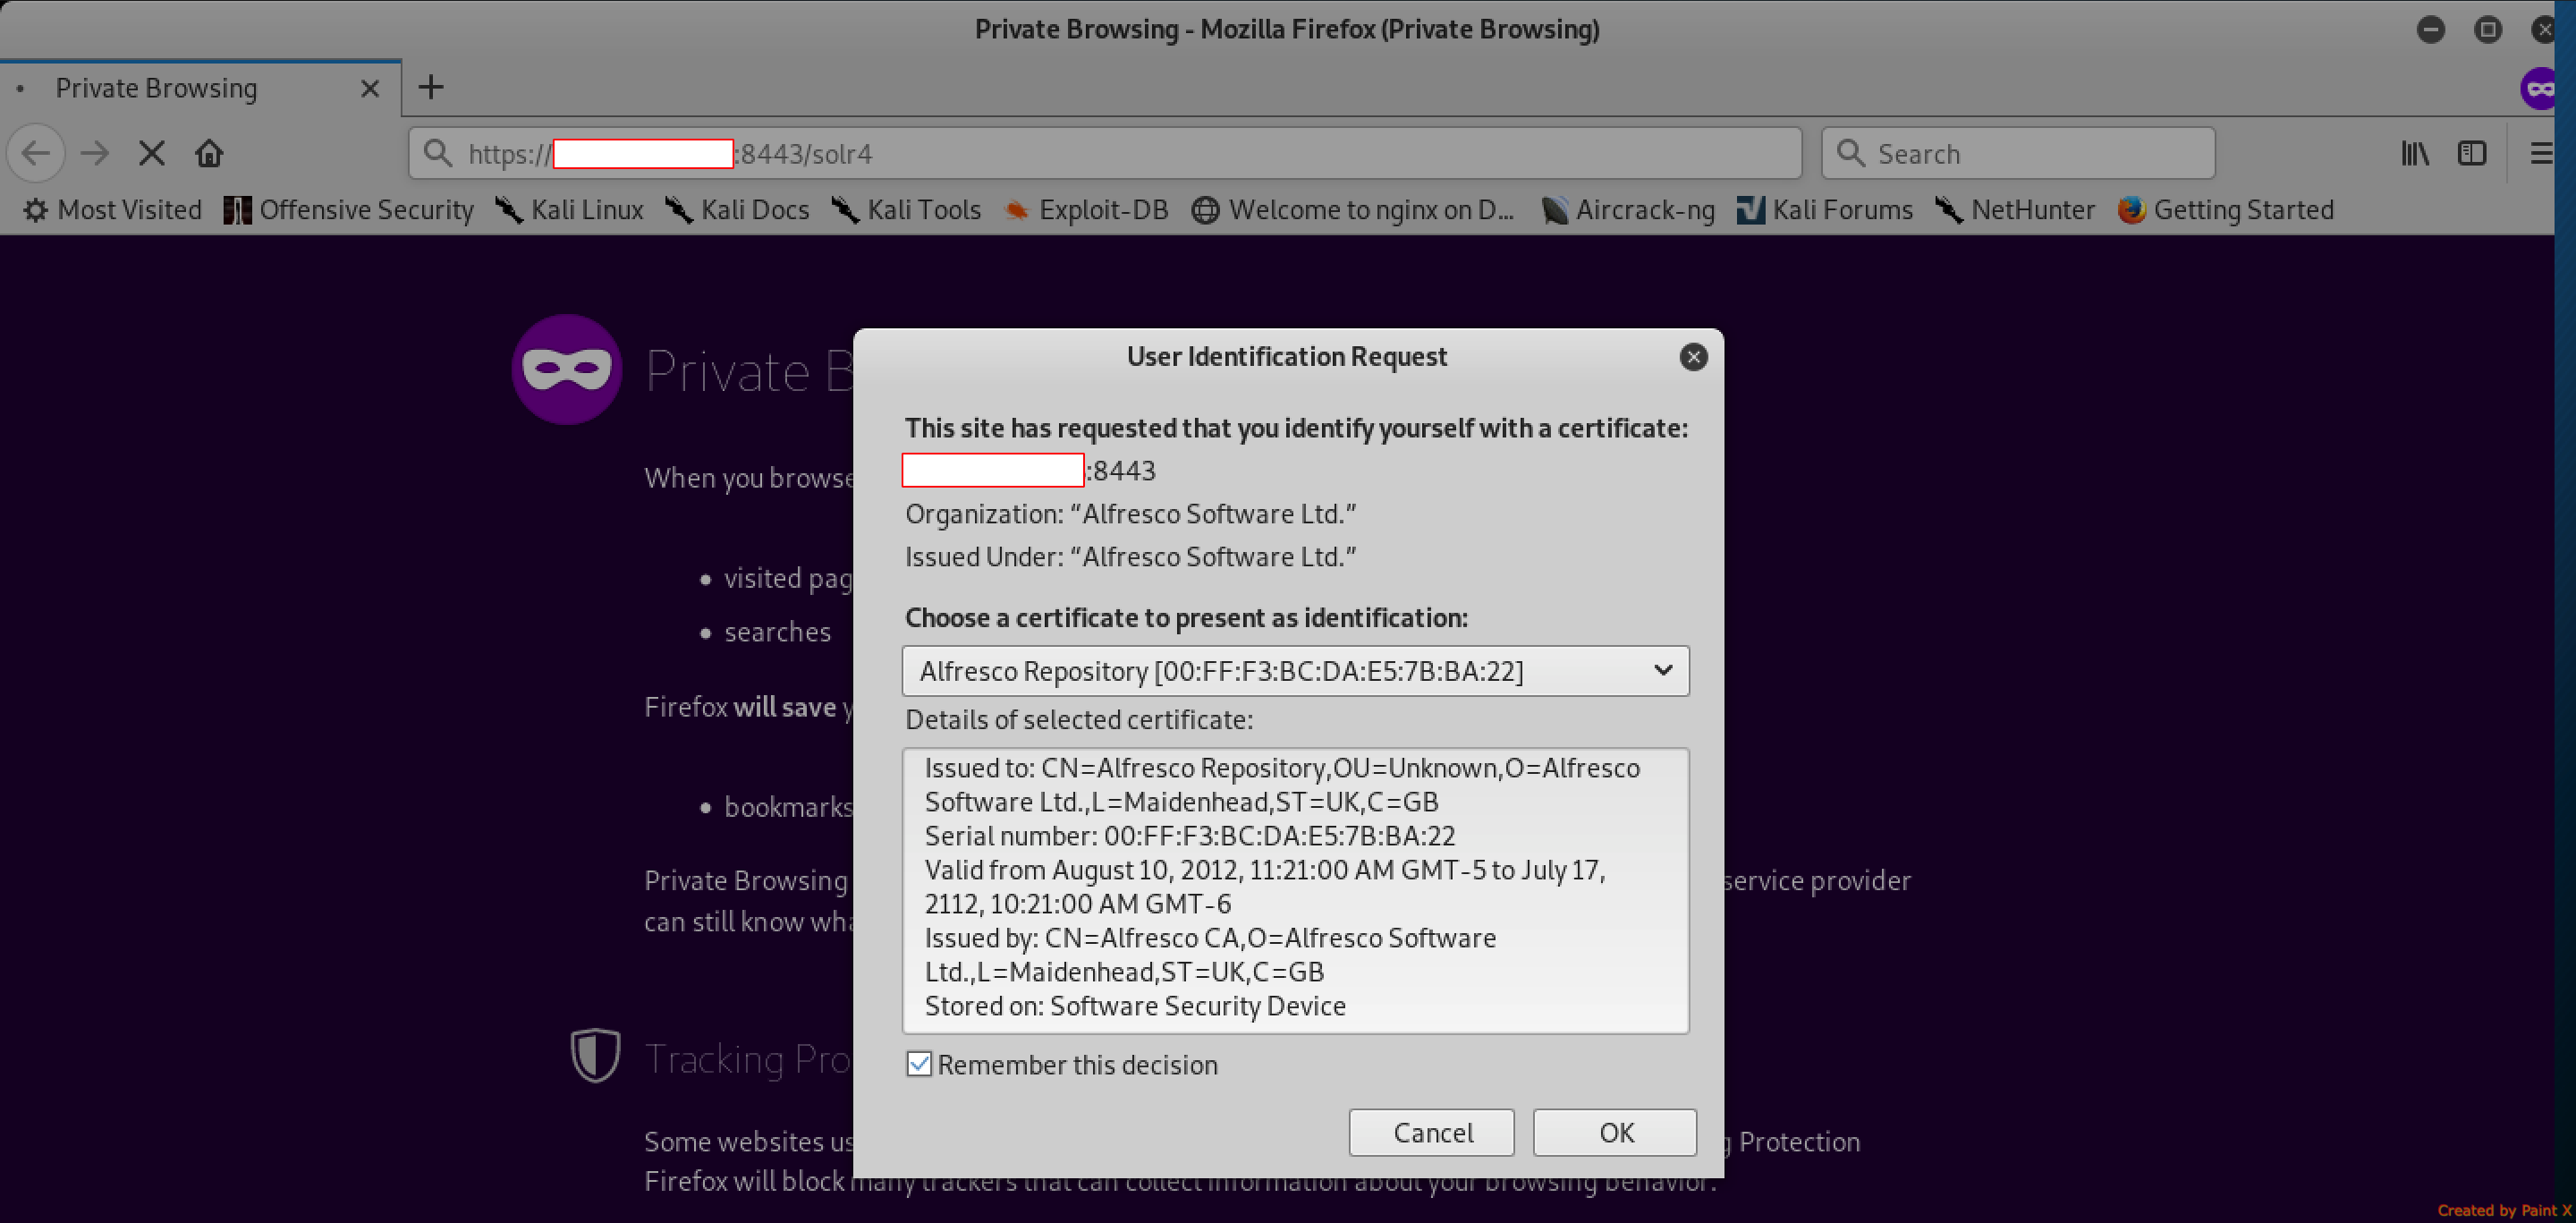 Private Browsing - Mozilla Firefox (Private Browsing)
Private Browsing
https://
:8443/solr4
Search
Most Visited Offensive Security Kali Linux Kali Docs Kali Tools Exploit-DB Welcome to nginx on D... Aircrack-ng Kali Forums NetHunter Getting Started
Private B
User Identification Request
This site has requested that you identify yourself with a certificate:
:8443
Organization: “Alfresco Software Ltd.”
Issued Under: “Alfresco Software Ltd.”
Choose a certificate to present as identification:
Alfresco Repository [00:FF:F3:BC:DA:E5:7B:BA:22]
Details of selected certificate:
Issued to: CN=Alfresco Repository,OU=Unknown,O=Alfresco
Software Ltd.,L=Maidenhead,ST=UK,C=GB
Serial number: 00:FF:F3:BC:DA:E5:7B:BA:22
Valid from August 10, 2012, 11:21:00 AM GMT-5 to July 17,
2112, 10:21:00 AM GMT-6
Issued by: CN=Alfresco CA,O=Alfresco Software
Ltd.,L=Maidenhead,ST=UK,C=GB
Stored on: Software Security Device
Remember this decision
Cancel OK
When you browse
visited pag
searches
Firefox will save y
bookmarks
Private Browsing
service provider
can still know wha
Tracking Pro
Some websites us
g Protection
Firefox will block many trackers that can collect information about your browsing behavior.
Created by Paint X